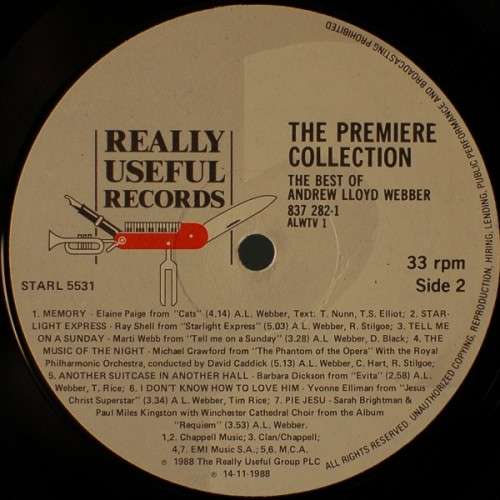 REALLY
USEFUL
RECORDS
THE PREMIERE
COLLECTION
THE BEST OF
ANDREW LLOYD WEBBER
837 282-1
ALWTV 1
STARL 5531
33 rpm
Side 2
1. MEMORY - Elaine Paige from "Cats" (4.14) A.L. Webber, Text: T. Nunn, T.S. Elliot; 2. STAR-
LIGHT EXPRESS - Ray Shell from "Starlight Express" (5.03) A.L. Webber, R. Stilgoe; 3. TELL ME
ON A SUNDAY - Marti Webb from "Tell me on a Sunday" (3.28) A.L. Webber, D. Black; 4. THE
MUSIC OF THE NIGHT - Michael Crawford from "The Phantom of the Opera" With the Royal
Philharmonic Orchestra, conducted by David Caddick (5.13) A.L. Webber, C. Hart, R. Stilgoe;
5. ANOTHER SUITCASE IN ANOTHER HALL - Barbara Dickson from "Evita" (2,58) A.L.
Webber, T. Rice; 6. I DON'T KNOW HOW TO LOVE HIM - Yvonne Elliman from "Jesus
Christ Superstar" (3.34) A.L. Webber, Tim Rice; 7. PIE JESU - Sarah Brightman &
Paul Miles Kingston with Winchester Cathedral Choir from the Album
"Requiem" (3.53) A.L. Webber.
1,2. Chappell Music; 3. Clan/Chappell;
4,7. EMI Music S.A.; 5,6. M.C.A.
℗ 1988 The Really Useful Group PLC
℗ 14-11-1988
ALL RIGHTS RESERVED. UNAUTHORIZED COPYING, REPRODUCTION, HIRING, LENDING, PUBLIC PERFORMANCE AND BROADCASTING PROHIBITED